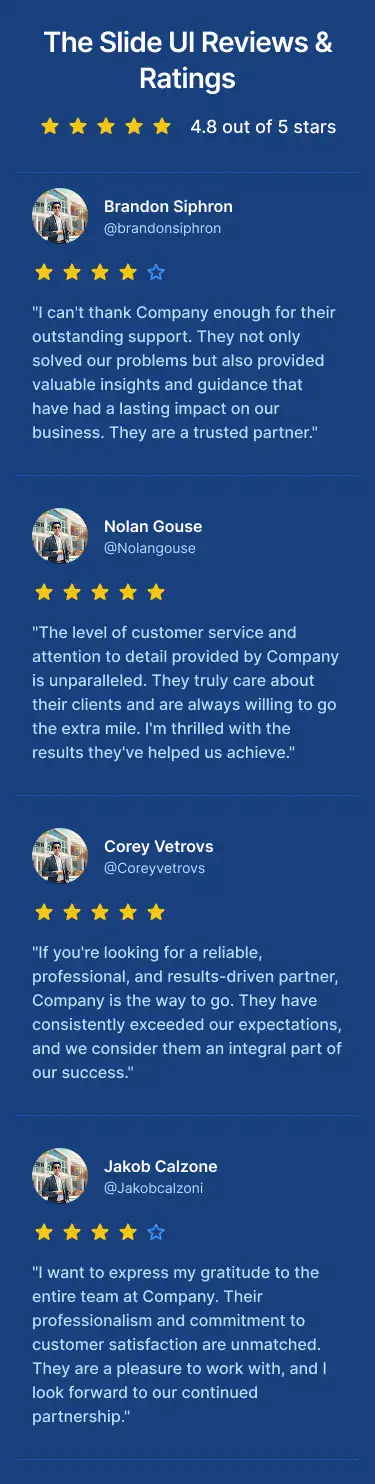 The Slide UI Reviews &
Ratings
4.8 out of 5 stars
Brandon Siphron
@brandonsiphron
"I can't thank Company enough for their
outstanding support. They not only
solved our problems but also provided
valuable insights and guidance that
have had a lasting impact on our
business. They are a trusted partner."
Nolan Gouse
@Nolangouse
"The level of customer service and
attention to detail provided by Company
is unparalleled. They truly care about
their clients and are always willing to go
the extra mile. I'm thrilled with the
results they've helped us achieve."
Corey Vetrovs
@Coreyvetrovs
"If you're looking for a reliable,
professional, and results-driven partner,
Company is the way to go. They have
consistently exceeded our expectations,
and we consider them an integral part of
our success."
Jakob Calzone
@Jakobcalzoni
"I want to express my gratitude to the
entire team at Company. Their
professionalism and commitment to
customer satisfaction are unmatched.
They are a pleasure to work with, and I
look forward to our continued
partnership."